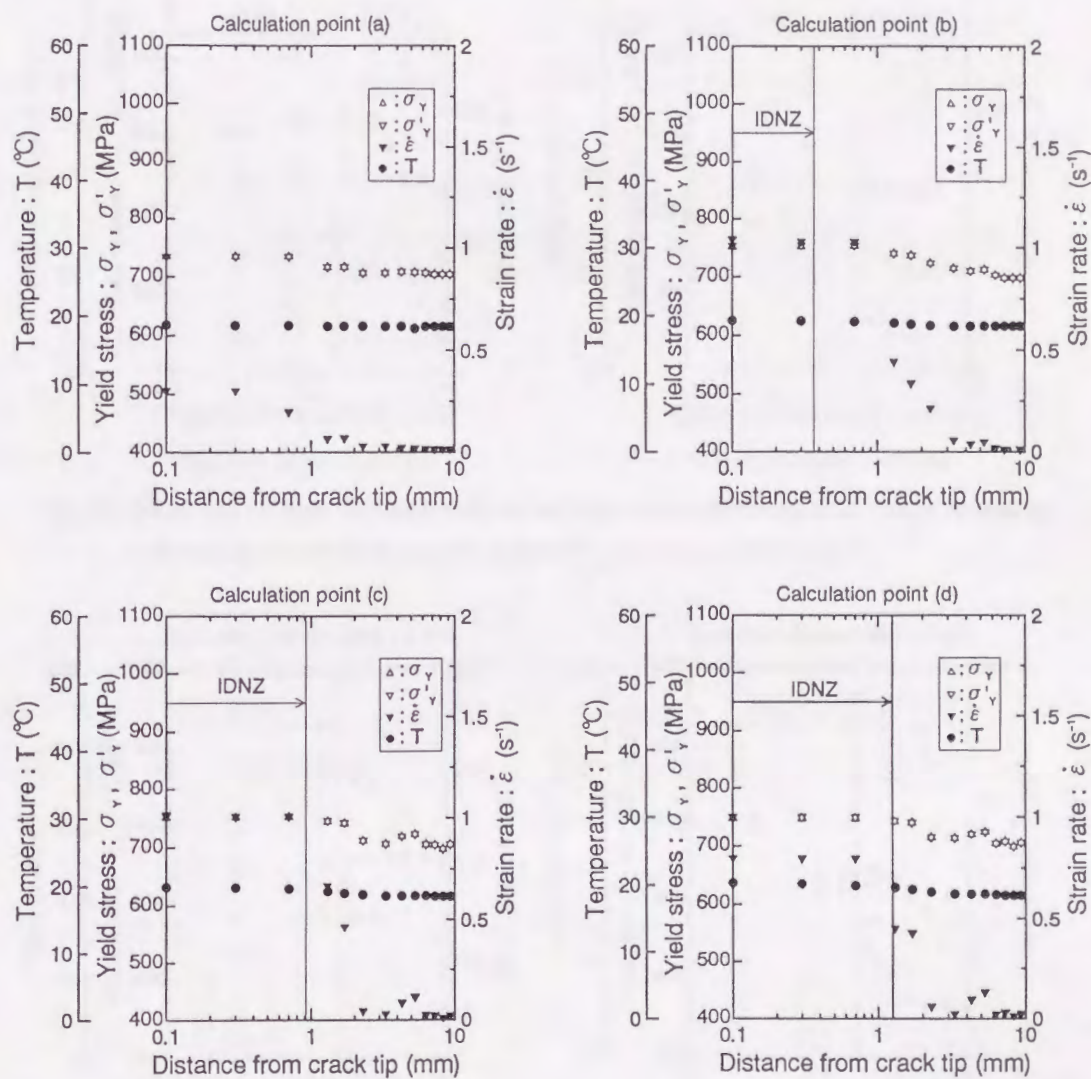 Calculation point (a)
Temperature : T (℃)
60
50
40
30
20
10
0
Yield stress : σY, σ'Y (MPa)
1100
1000
900
800
700
600
500
400
△ : σY
▽ : σ'Y
▼ : ε̇
● : T
2
1.5
1
0.5
0
Strain rate : ε̇ (s⁻¹)
0.1 1 10
Distance from crack tip (mm)
Calculation point (b)
Temperature : T (℃)
60
50
40
30
20
10
0
Yield stress : σY, σ'Y (MPa)
1100
1000
900
800
700
600
500
400
IDNZ
△ : σY
▽ : σ'Y
▼ : ε̇
● : T
2
1.5
1
0.5
0
Strain rate : ε̇ (s⁻¹)
0.1 1 10
Distance from crack tip (mm)
Calculation point (c)
Temperature : T (℃)
60
50
40
30
20
10
0
Yield stress : σY, σ'Y (MPa)
1100
1000
900
800
700
600
500
400
IDNZ
△ : σY
▽ : σ'Y
▼ : ε̇
● : T
2
1.5
1
0.5
0
Strain rate : ε̇ (s⁻¹)
0.1 1 10
Distance from crack tip (mm)
Calculation point (d)
Temperature : T (℃)
60
50
40
30
20
10
0
Yield stress : σY, σ'Y (MPa)
1100
1000
900
800
700
600
500
400
IDNZ
△ : σY
▽ : σ'Y
▼ : ε̇
● : T
2
1.5
1
0.5
0
Strain rate : ε̇ (s⁻¹)
0.1 1 10
Distance from crack tip (mm)